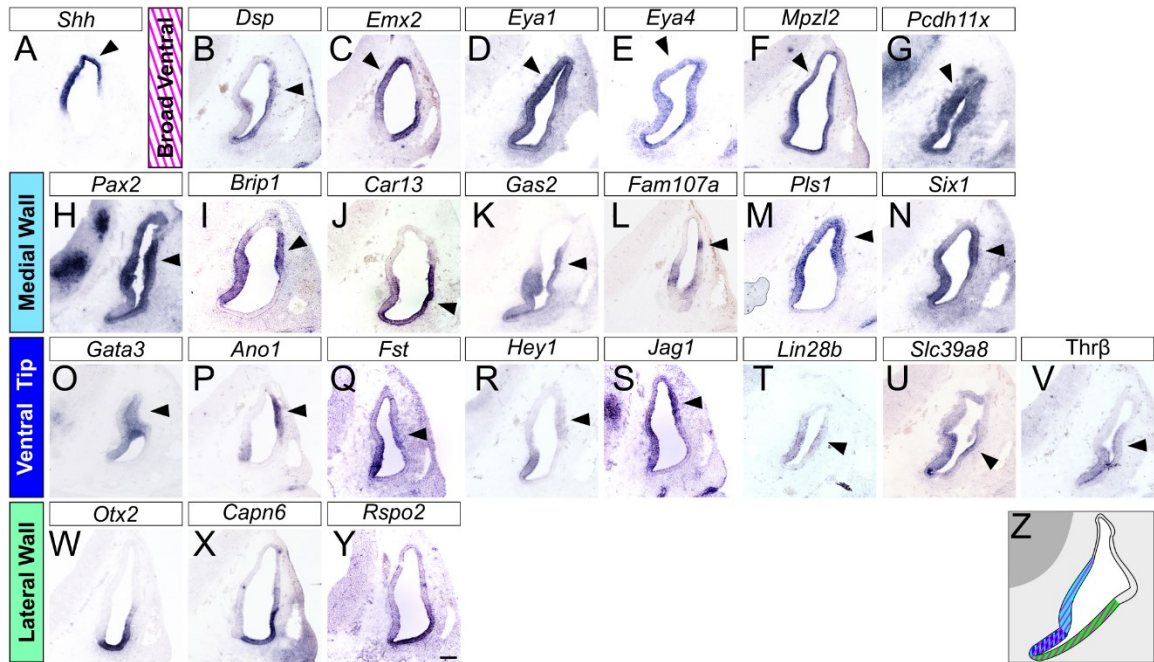 Shh
Broad Ventral
Dsp
Emx2
Eya1
Eya4
Mpzl2
Pcdh11x
A
B
C
D
E
F
G
Medial Wall
Pax2
Brip1
Car13
Gas2
Fam107a
Pls1
Six1
H
I
J
K
L
M
N
Ventral Tip
Gata3
Ano1
Fst
Hey1
Jag1
Lin28b
Slc39a8
Thrβ
O
P
Q
R
S
T
U
V
Lateral Wall
Otx2
Capn6
Rspo2
W
X
Y
Z